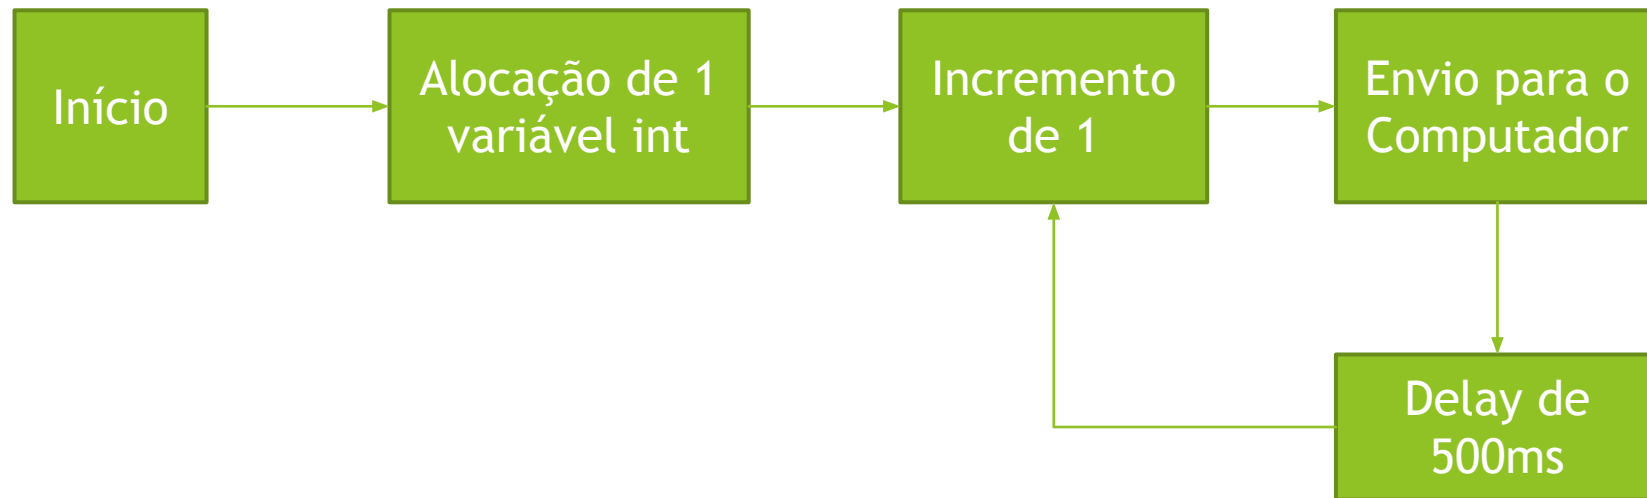 Início
Alocação de 1
variável int
Incremento
de 1
Envio para o
Computador
Delay de
500ms